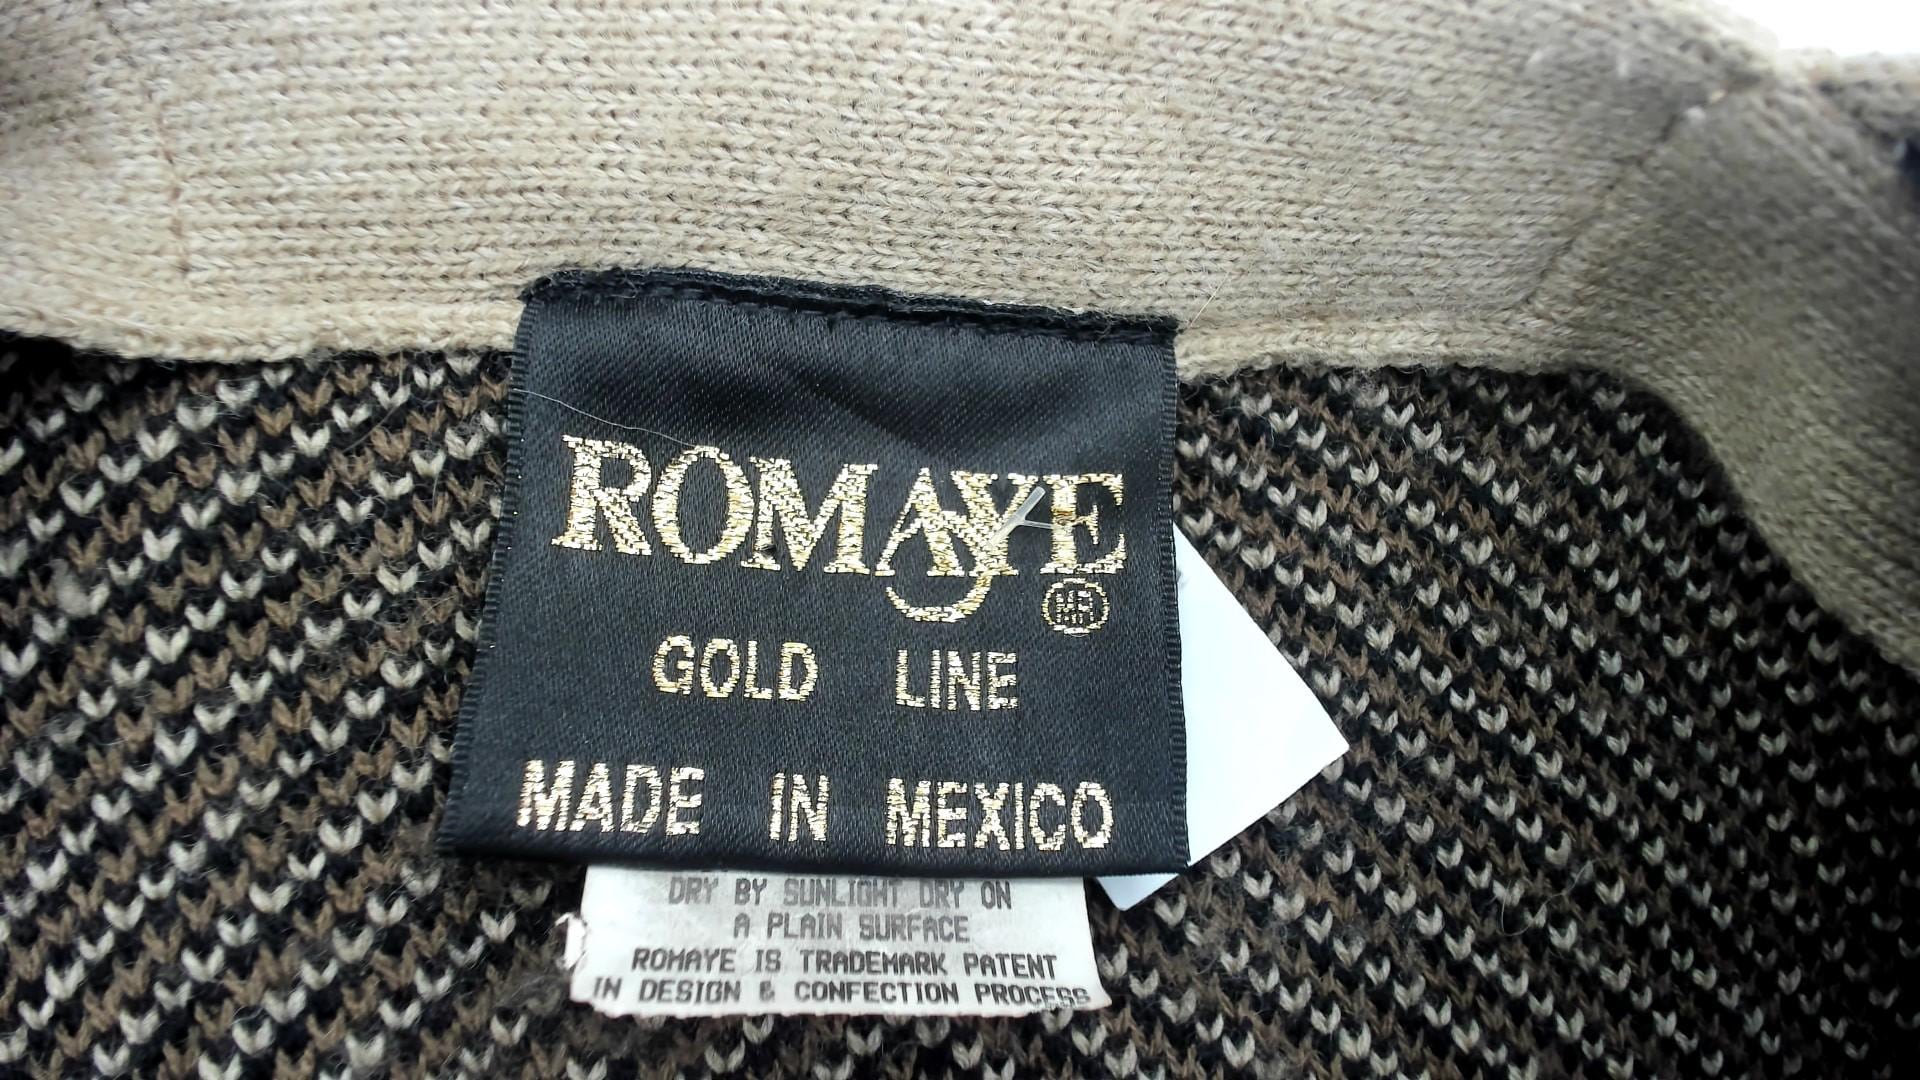 ROMAYE
MR
GOLD LINE
MADE IN MEXICO
DRY BY SUNLIGHT DRY ON
A PLAIN SURFACE
ROMAYE IS TRADEMARK PATENT
IN DESIGN & CONFECTION PROCESS